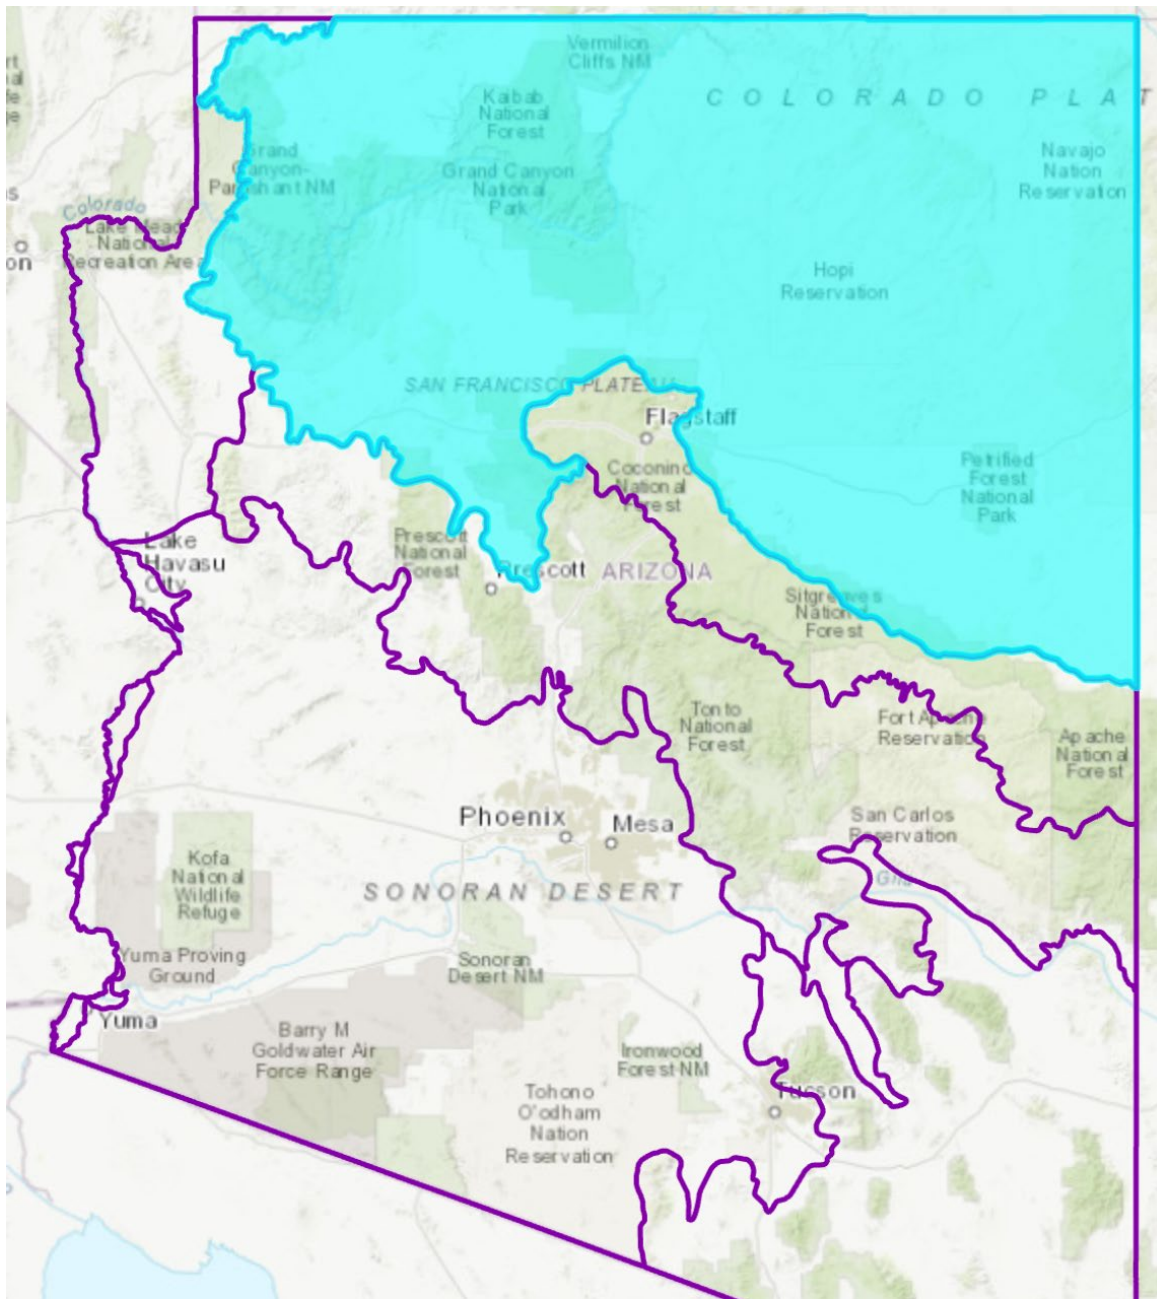 Vermilion
Cliffs NM
COLORADO PLAT
Kaibab
National
Forest
Grand
Canyon-
Parashant NM
Grand Canyon
National
Park
Navajo
Nation
Reservation
Colorado
Lake Mead
National
Recreation Area
on
Hopi
Reservation
SAN FRANCISCO PLATEAU
Flagstaff
Coconino
National
Forest
Petrified
Forest
National
Park
Prescott
National
Forest
Prescott
ARIZONA
Lake
Havasu
City
Sitgreaves
National
Forest
Tonto
National
Forest
Fort Apache
Reservation
Apache
National
Forest
Phoenix
Mesa
San Carlos
Reservation
Gila
Kofa
National
Wildlife
Refuge
SONORAN DESERT
Yuma Proving
Ground
Sonoran
Desert NM
Yuma
Barry M
Goldwater Air
Force Range
Ironwood
Forest NM
Tucson
Tohono
O'odham
Nation
Reservation